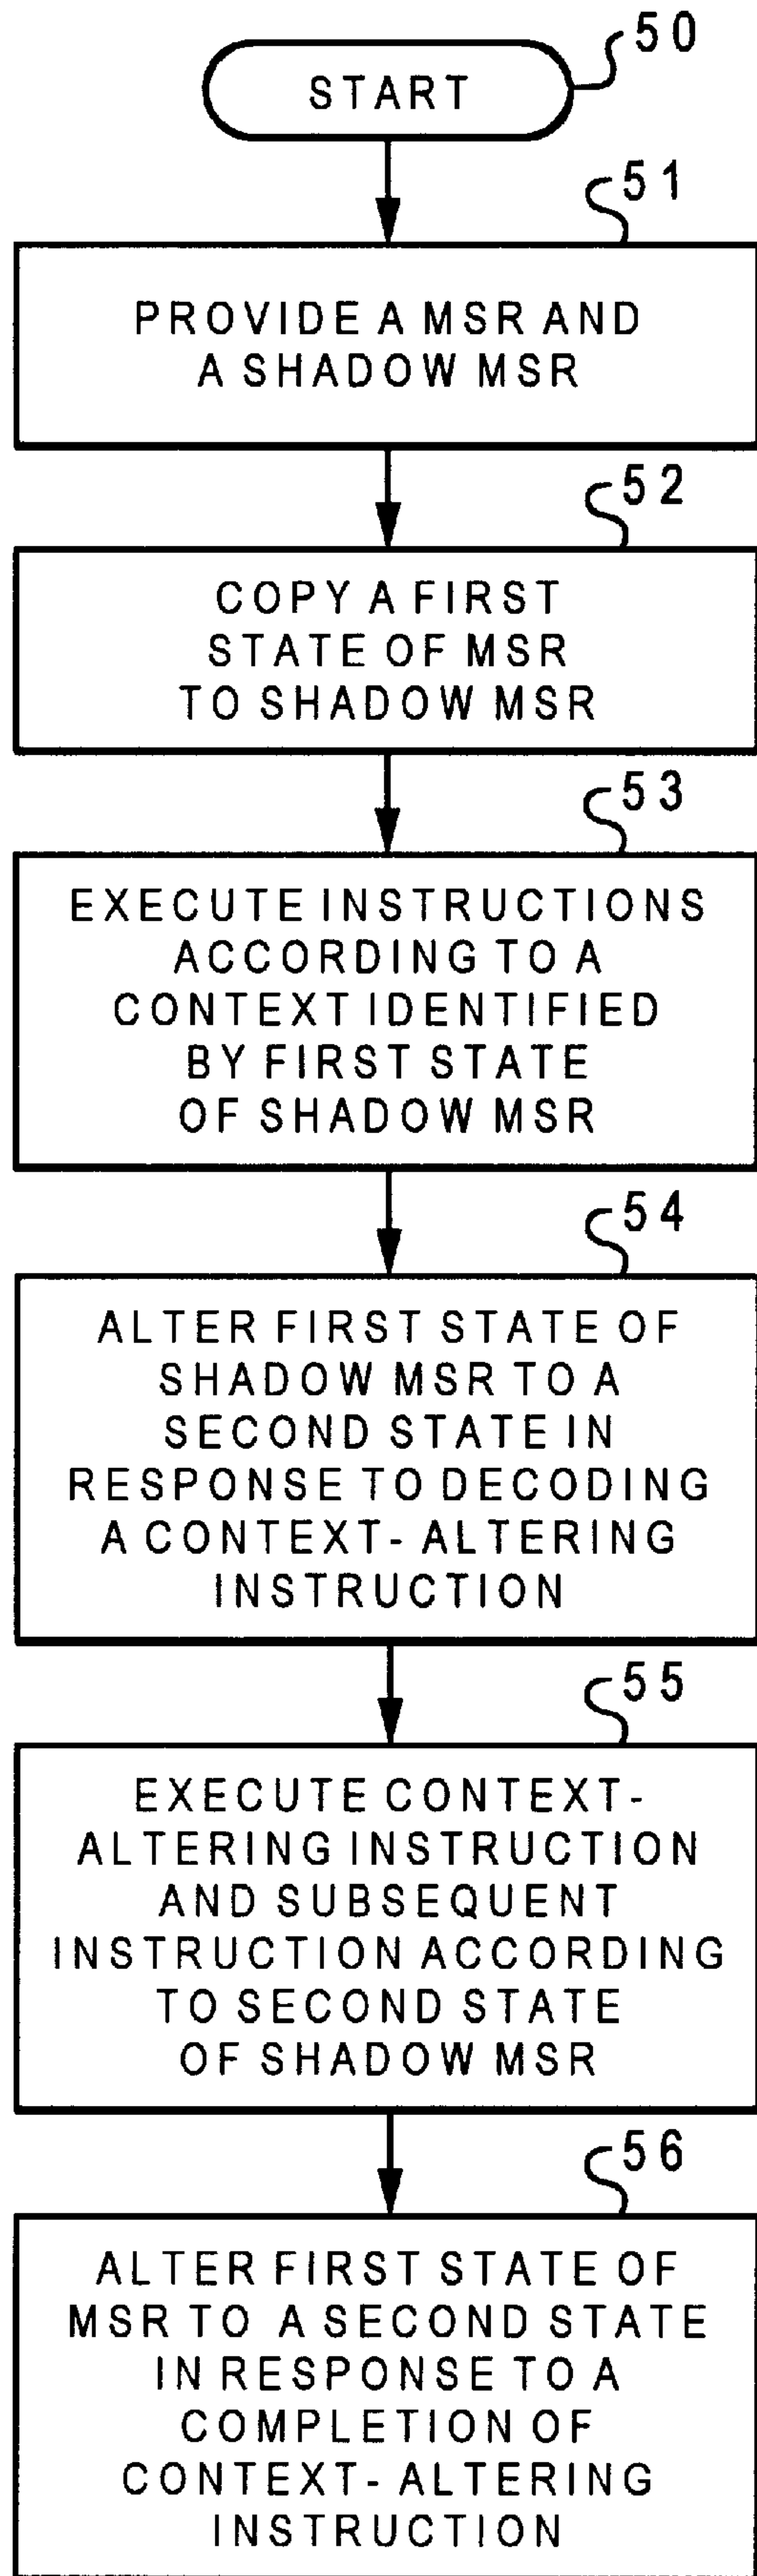 50
START
51
PROVIDE A MSR AND
A SHADOW MSR
52
COPY A FIRST
STATE OF MSR
TO SHADOW MSR
53
EXECUTE INSTRUCTIONS
ACCORDING TO A
CONTEXT IDENTIFIED
BY FIRST STATE
OF SHADOW MSR
54
ALTER FIRST STATE OF
SHADOW MSR TO A
SECOND STATE IN
RESPONSE TO DECODING
A CONTEXT- ALTERING
INSTRUCTION
55
EXECUTE CONTEXT-
ALTERING INSTRUCTION
AND SUBSEQUENT
INSTRUCTION ACCORDING
TO SECOND STATE
OF SHADOW MSR
56
ALTER FIRST STATE OF
MSR TO A SECOND STATE
IN RESPONSE TO A
COMPLETION OF
CONTEXT- ALTERING
INSTRUCTION